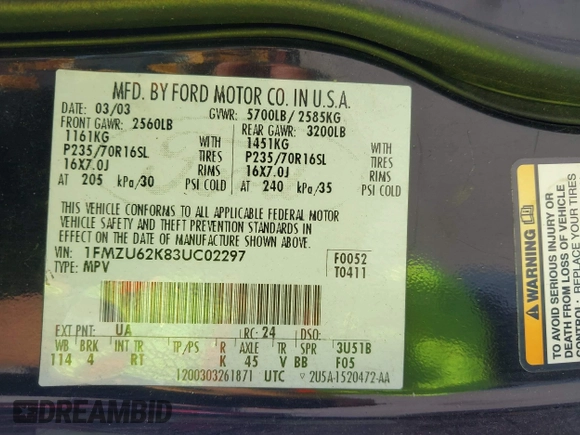 MFD. BY FORD MOTOR CO. IN U.S.A.
DATE: 03/03 GVWR: 5700LB/ 2585KG
FRONT GAWR: 2560LB REAR GAWR: 3200LB
1161KG WITH 1451KG WITH
P235/70R16SL TIRES P235/70R16SL TIRES
16X7.0J RIMS 16X7.0J RIMS
AT 205 kPa/30 PSI COLD AT 240 kPa/35 PSI COLD
THIS VEHICLE CONFORMS TO ALL APPLICABLE FEDERAL MOTOR
VEHICLE SAFETY AND THEFT PREVENTION STANDARDS
IN EFFECT ON THE DATE OF MANUFACTURE SHOWN ABOVE.
VIN: 1FMZU62K83UC02297 F0052
TYPE: MPV T0411
EXT PNT: UA RC: 24 DSO:
WB BRK INT TR TP/PS R AXLE TR SPR 3U51B
114 4 RT K 45 V BB F05
1200303261871 UTC 2U5A-1520472-AA
WARNING
TO AVOID SERIOUS INJURY OR
DEATH FROM LOSS OF VEHICLE
DREAMBID